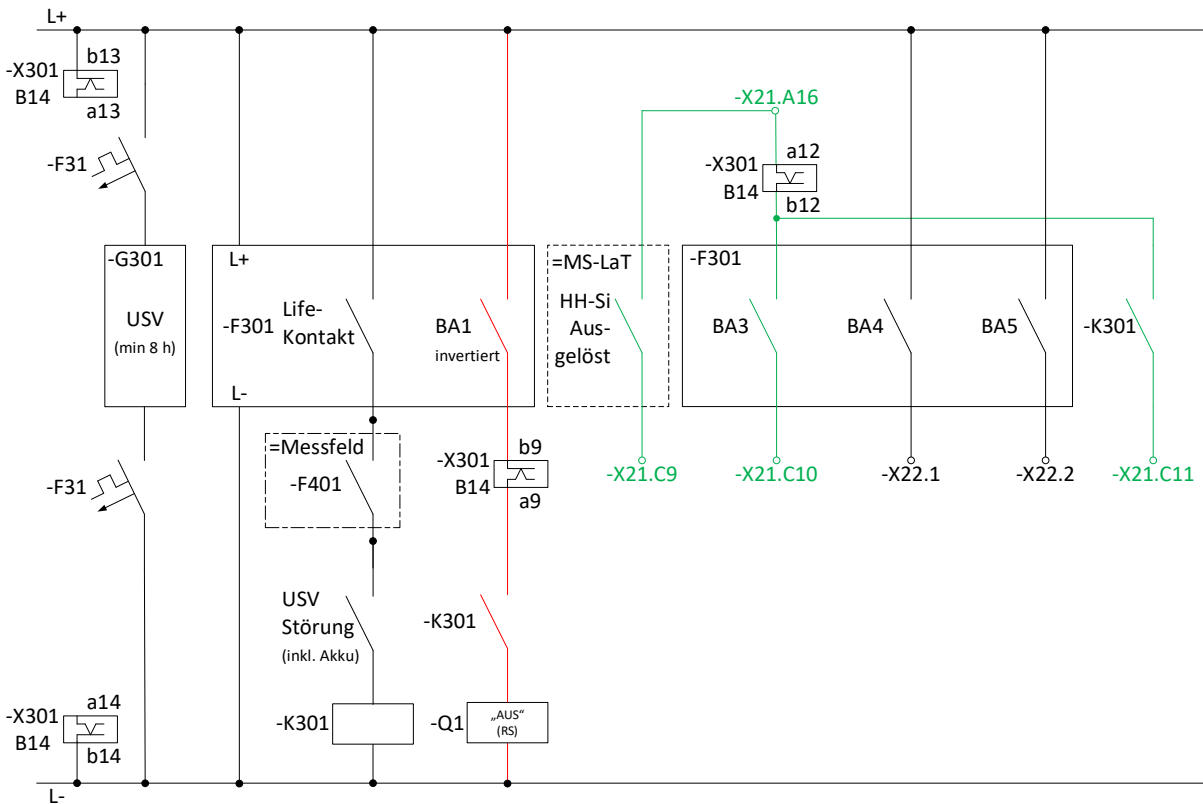 L+
-X301
B14
b13
a13
-X21.A16
-F31
-X301
B14
a12
b12
-G301
USV
(min 8 h)
L+
-F301
Life-
Kontakt
BA1
invertiert
L-
=MS-LaT
HH-Si
Aus-
gelöst
-F301
BA3
BA4
BA5
-K301
=Messfeld
-F401
-X301
B14
b9
a9
-F31
-X21.C9
-X21.C10
-X22.1
-X22.2
-X21.C11
USV
Störung
(inkl. Akku)
-K301
-X301
B14
a14
b14
-K301
-Q1
„AUS“
(RS)
L-